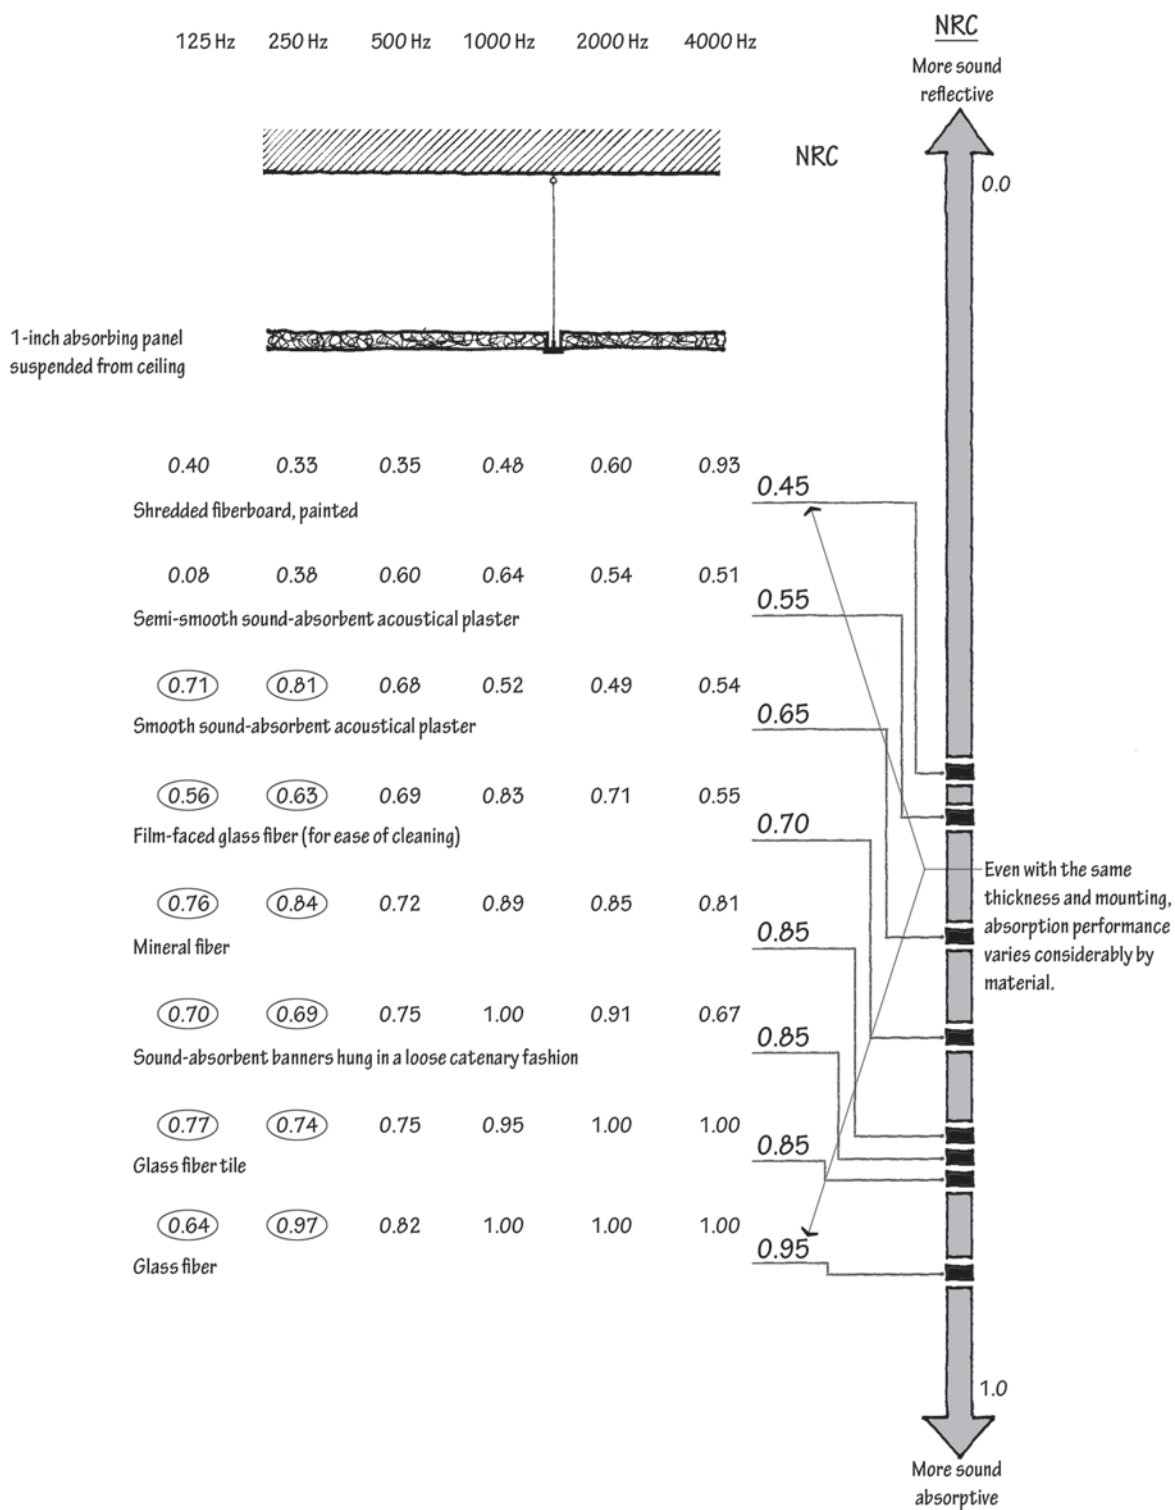 125 Hz 250 Hz 500 Hz 1000 Hz 2000 Hz 4000 Hz
NRC
More sound
reflective
NRC
0.0
1-inch absorbing panel
suspended from ceiling
0.40 0.33 0.35 0.48 0.60 0.93
0.45
Shredded fiberboard, painted
0.08 0.38 0.60 0.64 0.54 0.51
0.55
Semi-smooth sound-absorbent acoustical plaster
0.71 0.81 0.68 0.52 0.49 0.54
0.65
Smooth sound-absorbent acoustical plaster
0.56 0.63 0.69 0.83 0.71 0.55
0.70
Film-faced glass fiber (for ease of cleaning)
Even with the same
thickness and mounting,
absorption performance
varies considerably by
material.
0.76 0.84 0.72 0.89 0.85 0.81
0.85
Mineral fiber
0.70 0.69 0.75 1.00 0.91 0.67
0.85
Sound-absorbent banners hung in a loose catenary fashion
0.77 0.74 0.75 0.95 1.00 1.00
0.85
Glass fiber tile
0.64 0.97 0.82 1.00 1.00 1.00
0.95
Glass fiber
1.0
More sound
absorptive